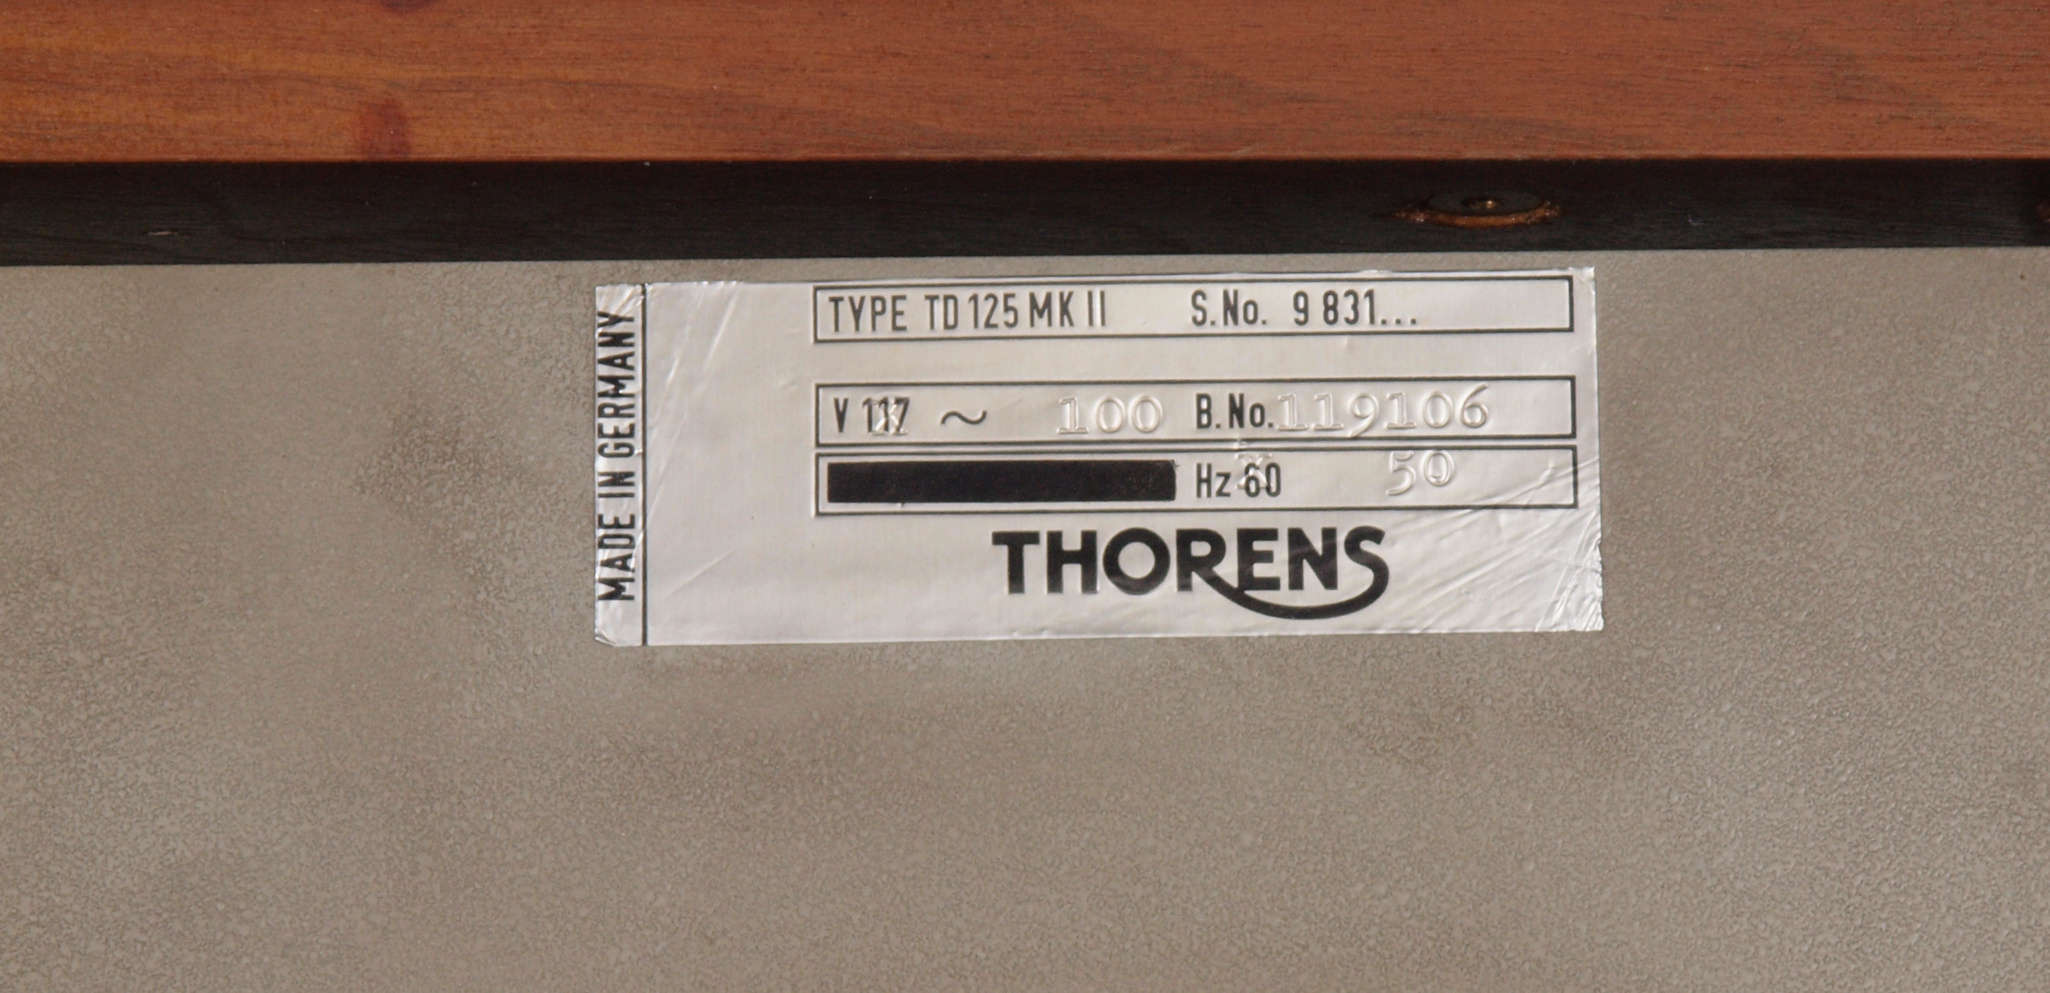 MADE IN GERMANY
TYPE TD 125 MK II S.No. 9 831...
V 117 ~ 100 B.No. 119106
Hz 60 50
THORENS